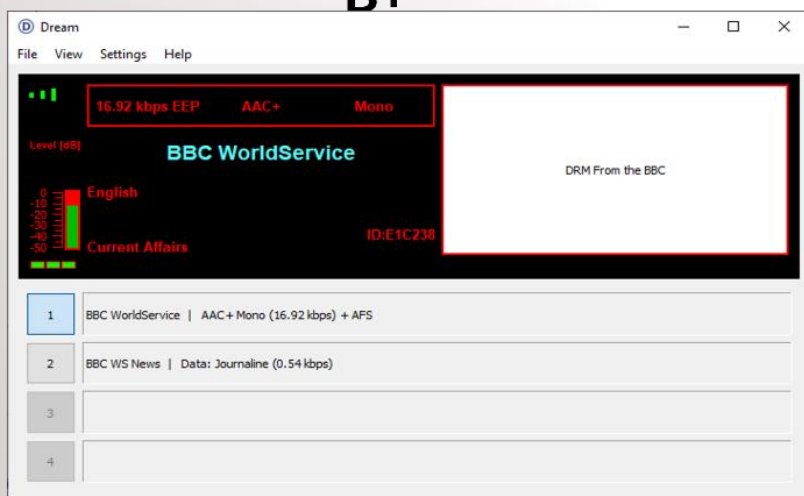 B+
Dream
File View Settings Help
16.92 kbps EEP AAC+ Mono
Level [dB]
BBC WorldService
DRM From the BBC
0
-10
-20
-30
-40
-50
English
ID:E1C238
Current Affairs
1 BBC WorldService | AAC+ Mono (16.92 kbps) + AFS
2 BBC WS News | Data: Journaline (0.54 kbps)
3
4